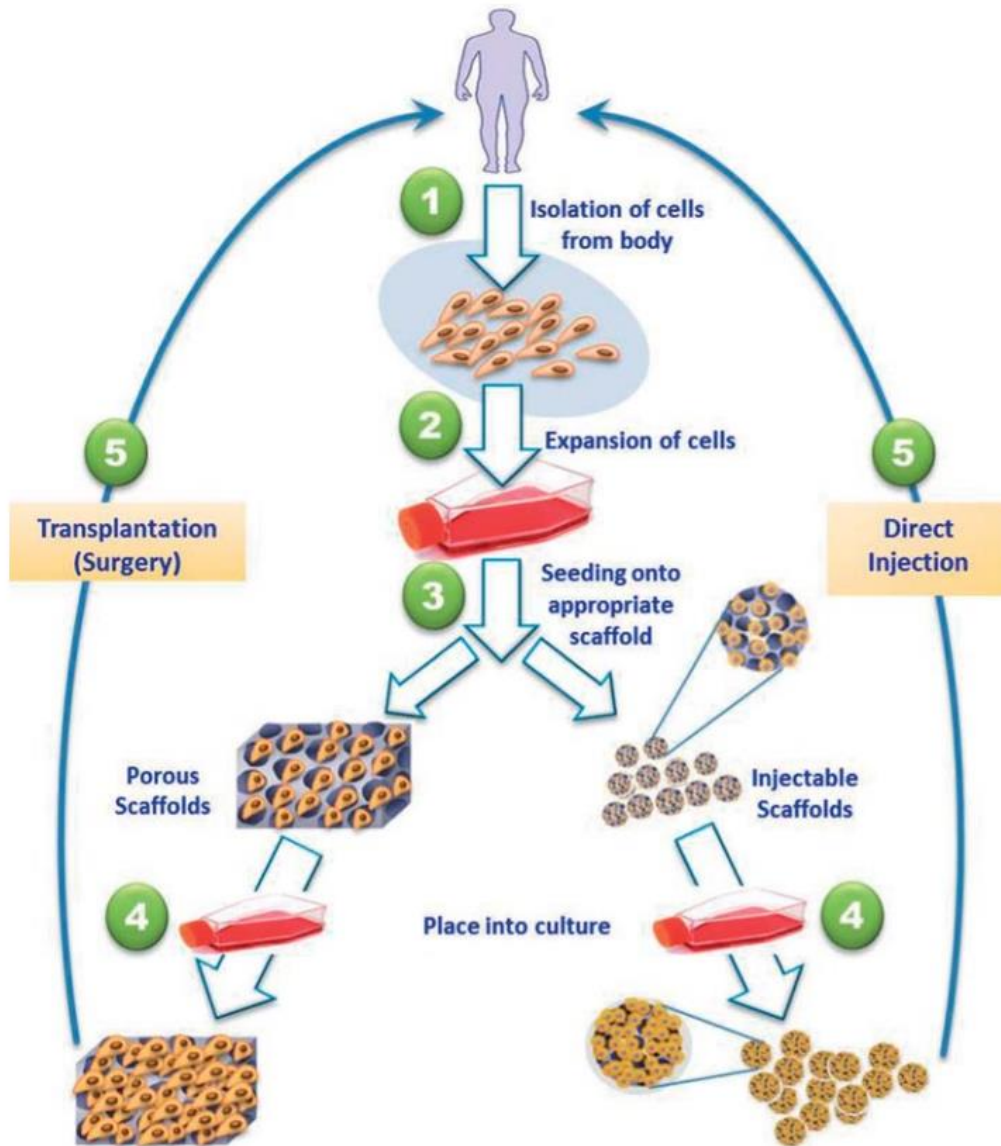 1
Isolation of cells
from body
2
Expansion of cells
5
Transplantation
(Surgery)
5
Direct
Injection
3
Seeding onto
appropriate
scaffold
Porous
Scaffolds
Injectable
Scaffolds
4
Place into culture
4